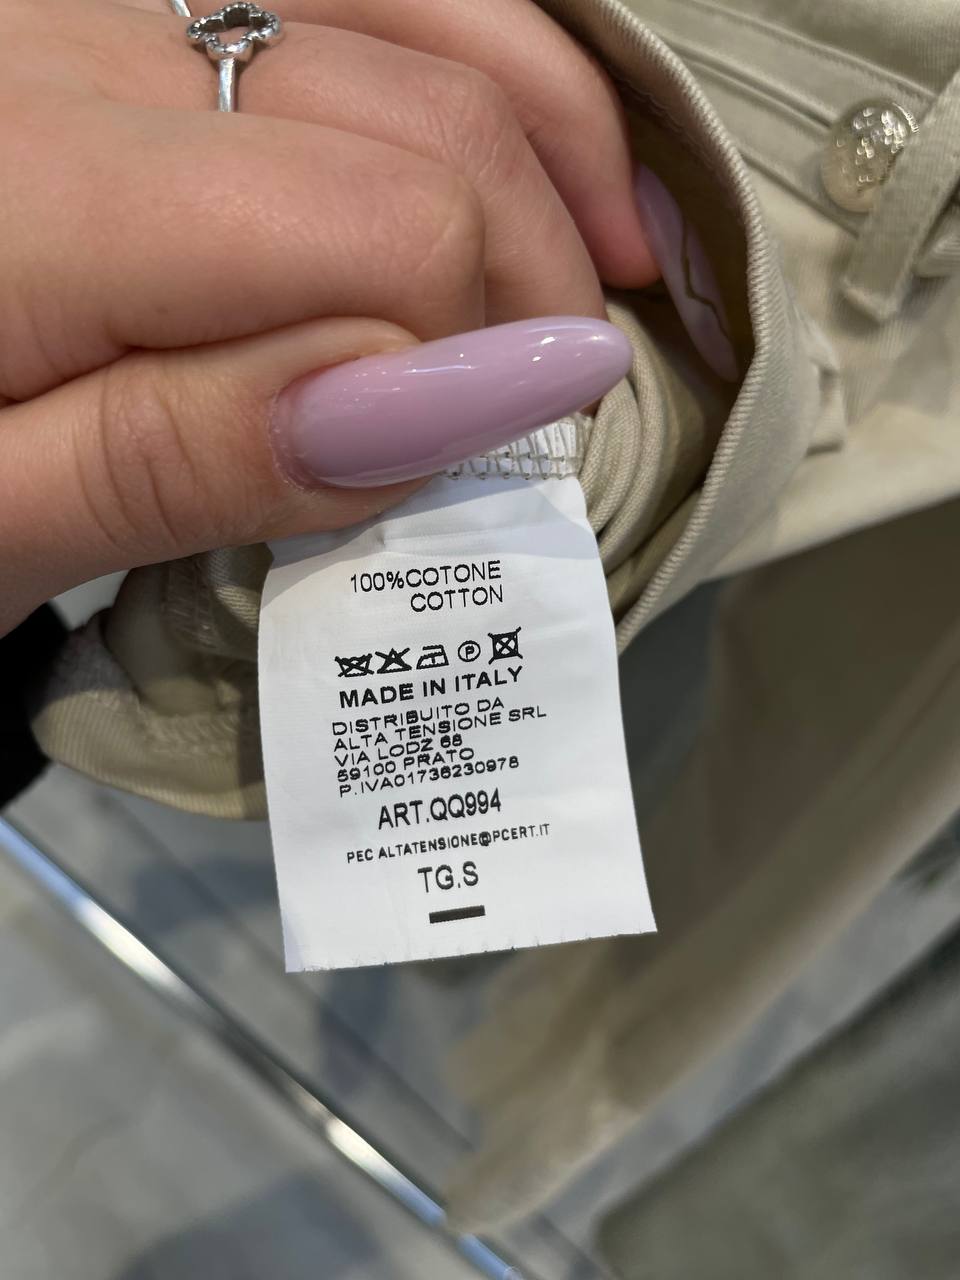 100%COTONE
COTTON
P
MADE IN ITALY
DISTRIBUITO DA
ALTA TENSIONE SRL
VIA LODZ 68
59100 PRATO
P.IVA01736230978
ART.QQ994
PEC ALTATENSIONE@PCERT.IT
TG.S